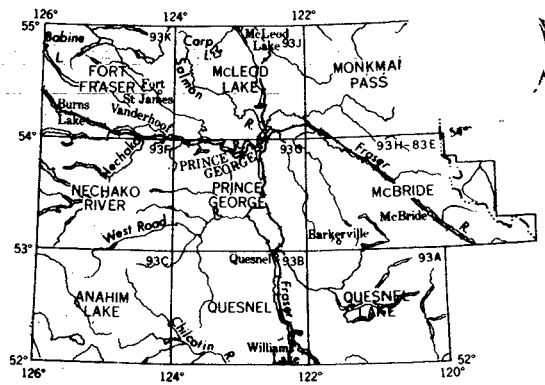 126° 124° 122°
Babine 93K Carp McLeod
L. L. Lake 93J
FORT Salmon McLEOD MONKMAI
FRASER Fort LAKE PASS
St James
Burns Vanderhoof R.
Lake
54° 54°
Nechako 93F PRINCE 93G Fraser 93H-83E
GEORGE
NECHAKO PRINCE McBRIDE
RIVER GEORGE
McBride R.
West Road R. Barkerville
53° 53°
93C Quesnel 93B 93A
ANAHIM QUESNEL Fraser QUESNEL
LAKE LAKE
Chilcotin R. Williams
52° 52°
126° 124° 122° 120°